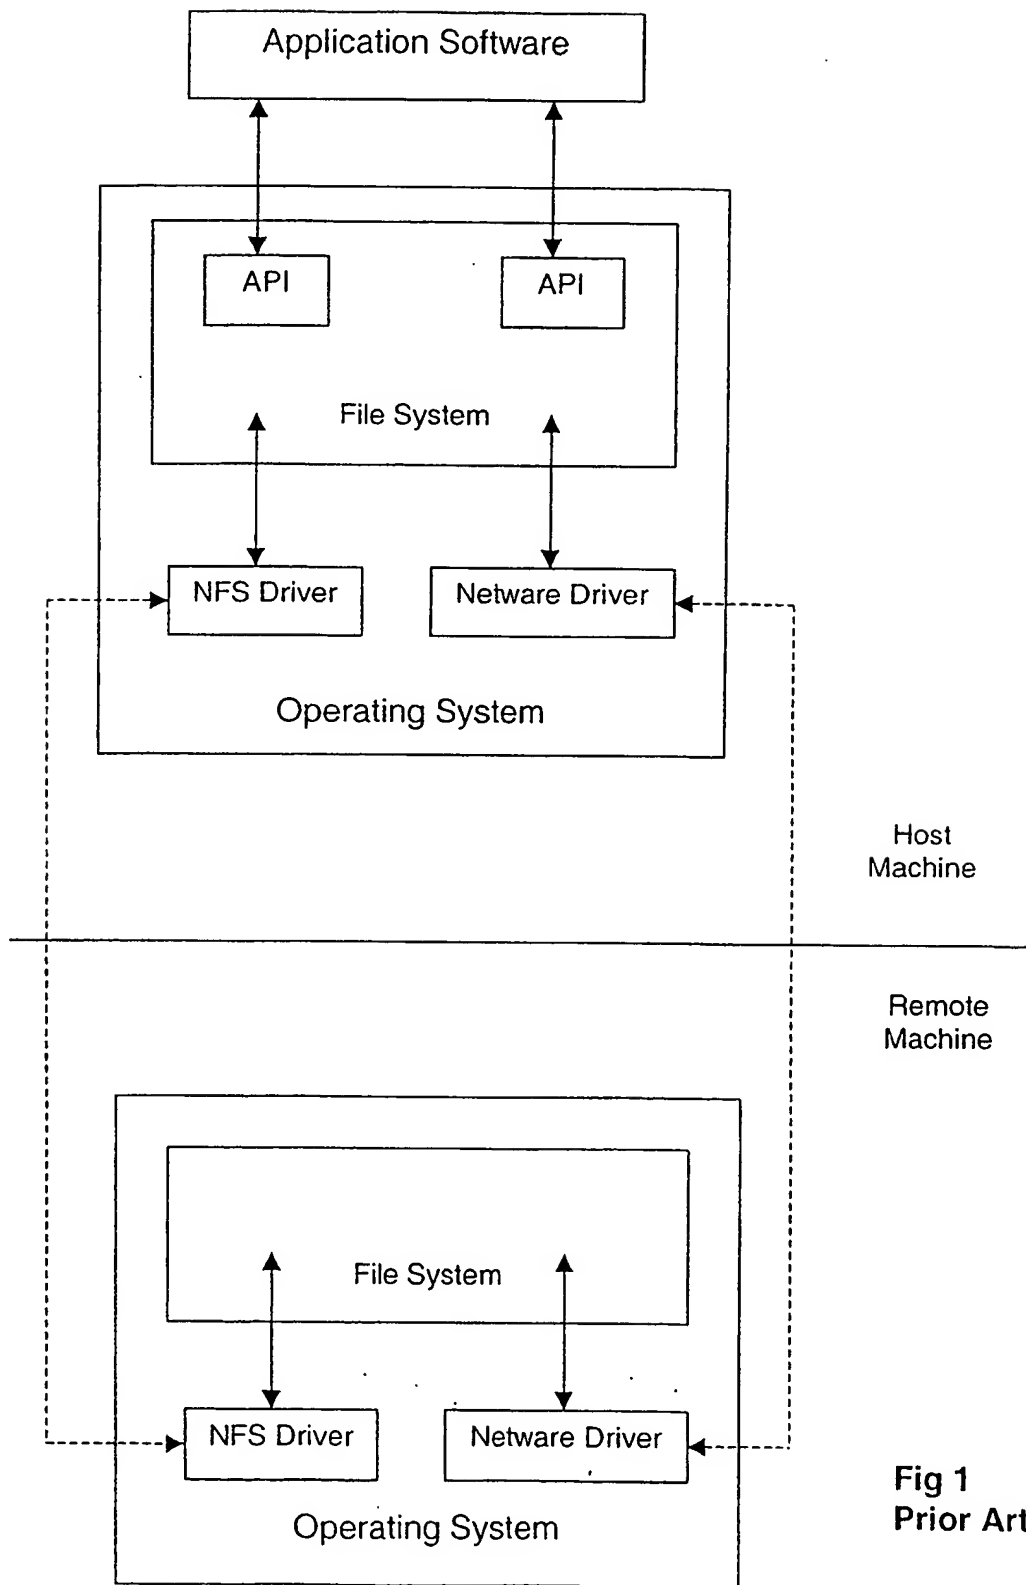 Application Software
API
API
File System
NFS Driver
Netware Driver
Operating System
Host
Machine
Remote
Machine
File System
NFS Driver
Netware Driver
Operating System
Fig 1
Prior Art